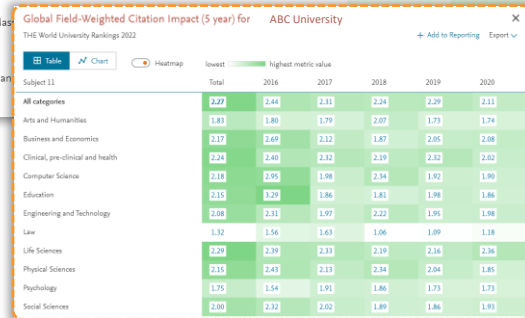 Global Field-Weighted Citation Impact (5 year) for ABC University
THE World University Rankings 2022
+ Add to Reporting Export
Table Chart Heatmap lowest highest metric value
Subject 11 Total 2016 2017 2018 2019 2020
All categories 2.27 2.44 2.31 2.24 2.29 2.11
Arts and Humanities 1.83 1.80 1.79 2.07 1.73 1.74
Business and Economics 2.17 2.69 2.12 1.87 2.05 2.08
Clinical, pre-clinical and health 2.24 2.40 2.32 2.19 2.32 2.02
Computer Science 2.18 2.95 1.98 2.34 1.92 1.90
Education 2.15 3.29 1.86 1.81 1.98 1.86
Engineering and Technology 2.08 2.31 1.97 2.22 1.95 1.98
Law 1.32 1.56 1.63 1.06 1.09 1.18
Life Sciences 2.29 2.39 2.33 2.19 2.16 2.36
Physical Sciences 2.15 2.43 2.13 2.34 2.04 1.85
Psychology 1.75 1.54 1.91 1.86 1.73 1.73
Social Sciences 2.00 2.32 2.02 1.89 1.86 1.93